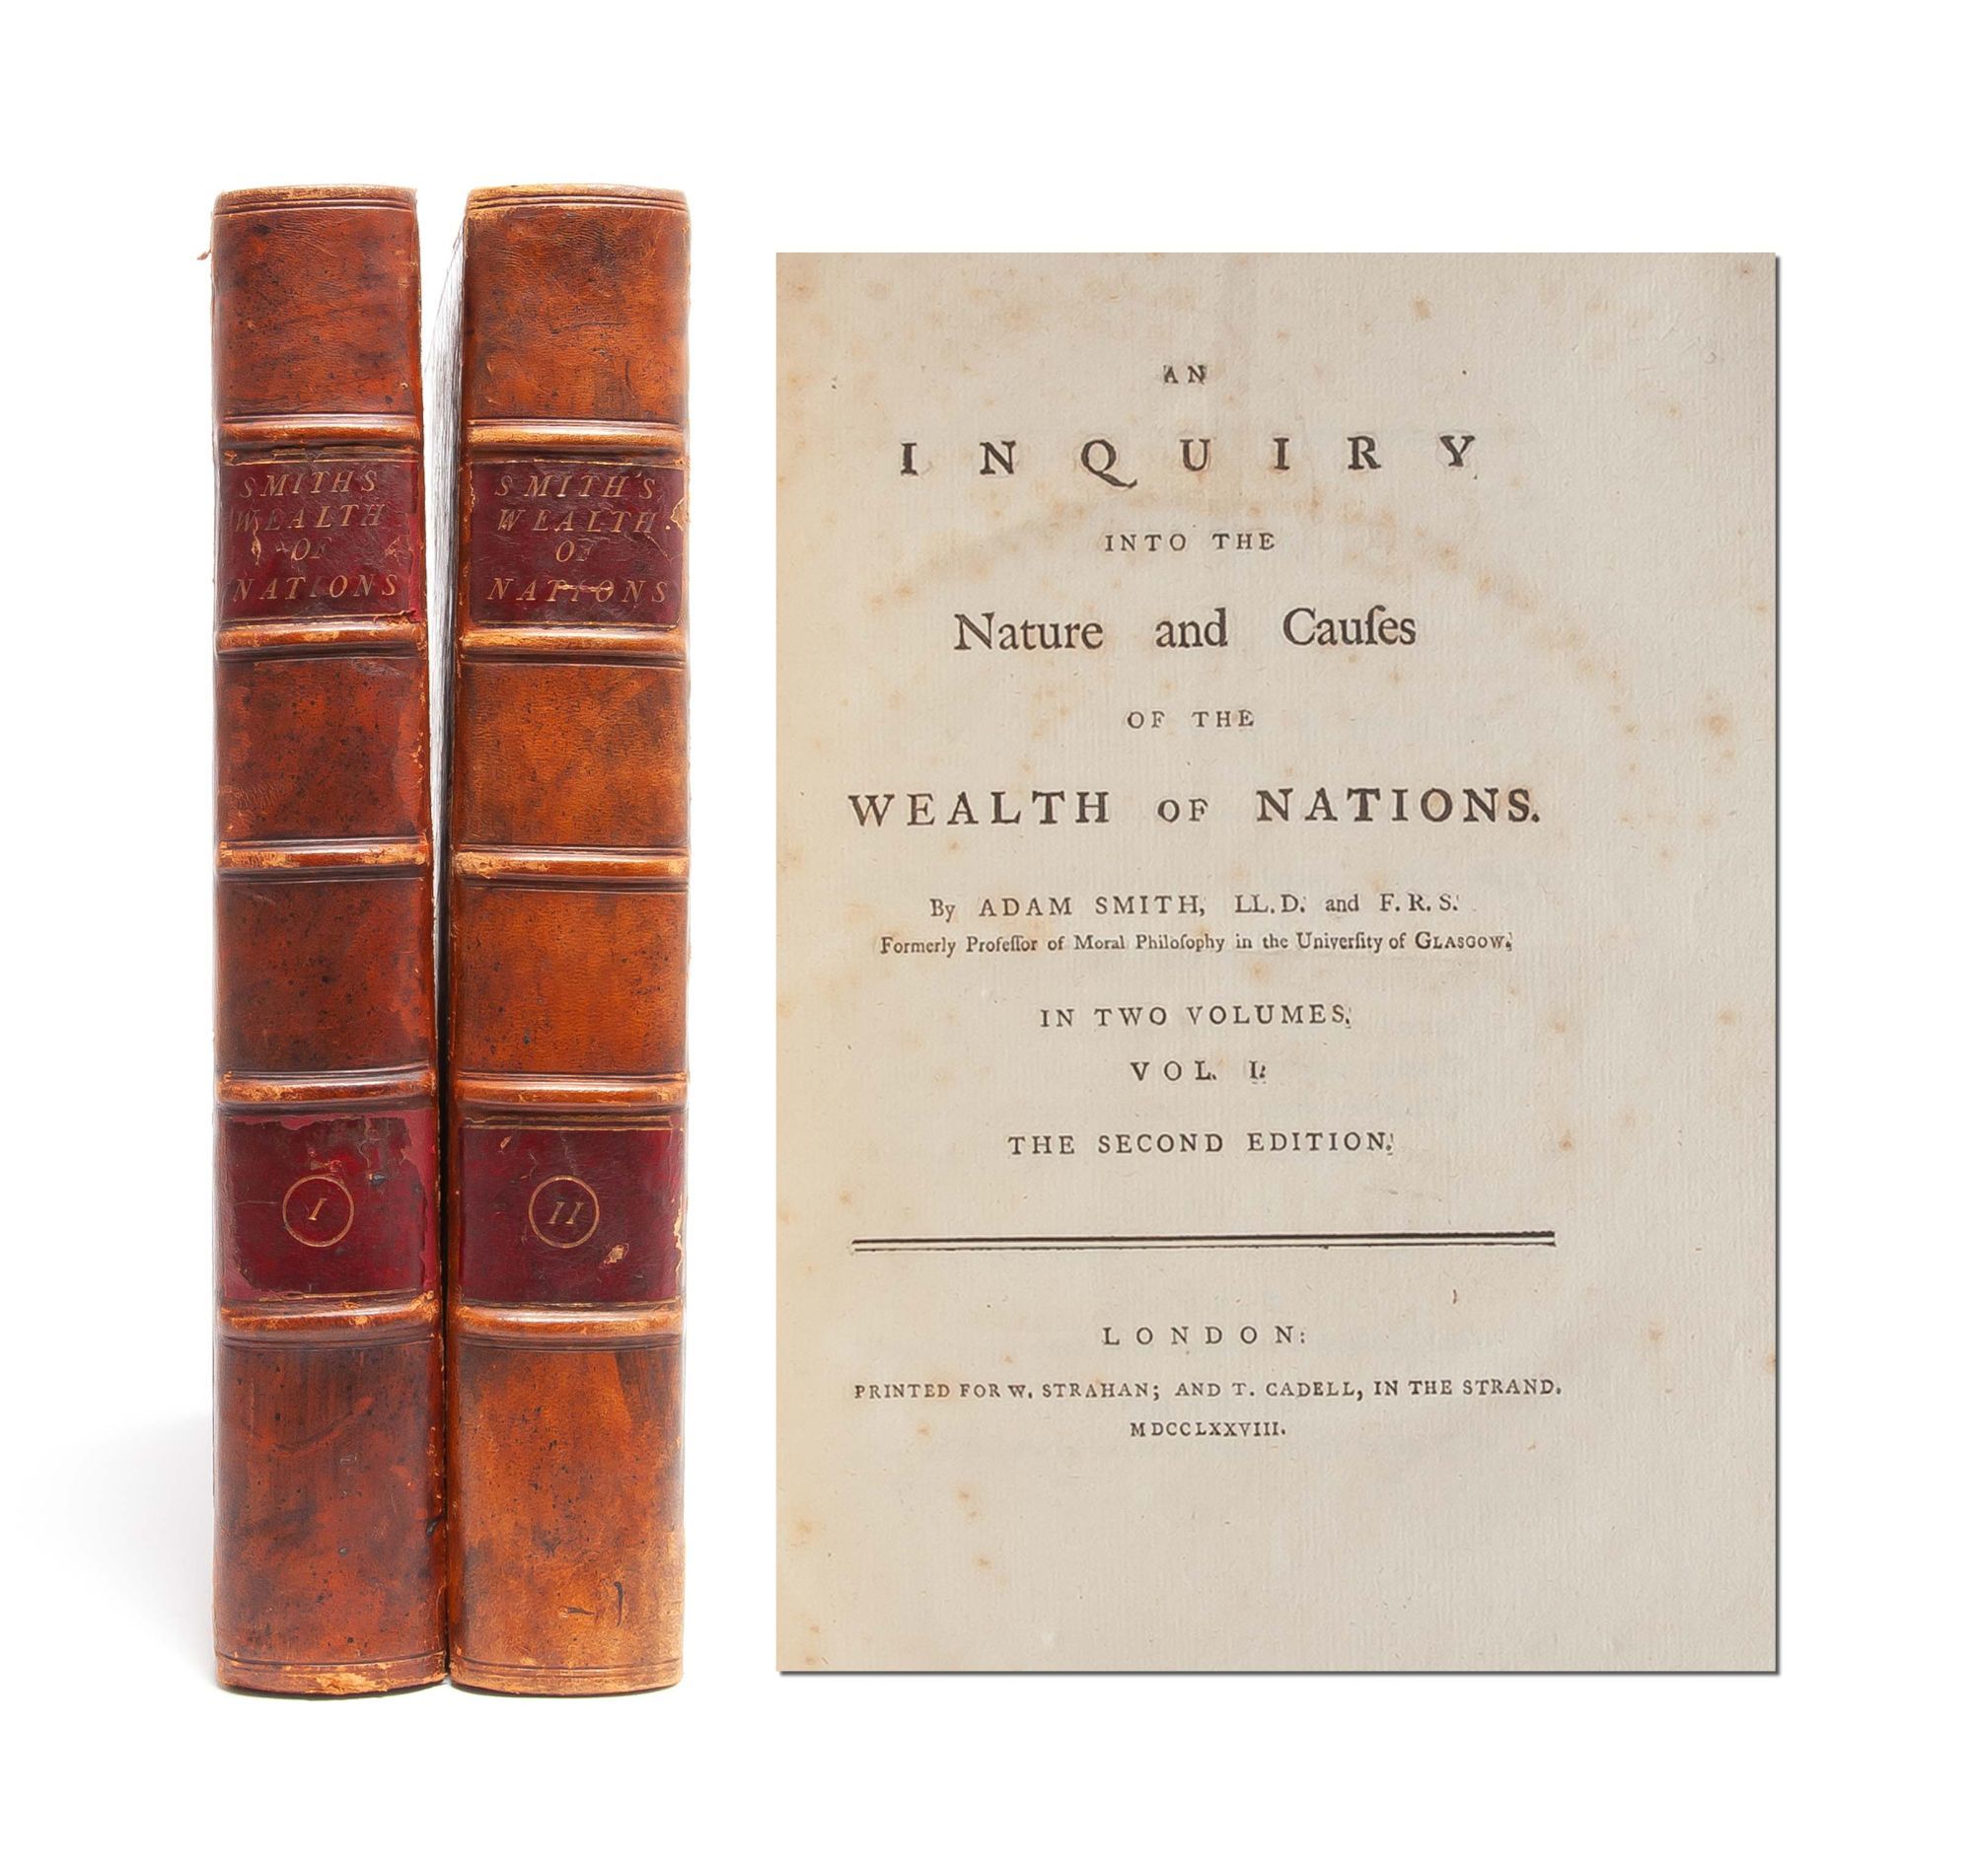 SMITHS
WEALTH
OF
NATIONS
I
SMITH'S
WEALTH
OF
NATIONS
II
AN
INQUIRY
INTO THE
Nature and Cauſes
OF THE
WEALTH OF NATIONS.
By ADAM SMITH, LL.D. and F.R.S.
Formerly Profeſſor of Moral Philoſophy in the Univerſity of GLASGOW.
IN TWO VOLUMES.
VOL. I.
THE SECOND EDITION.
LONDON:
PRINTED FOR W. STRAHAN; AND T. CADELL, IN THE STRAND.
MDCCLXXVIII.